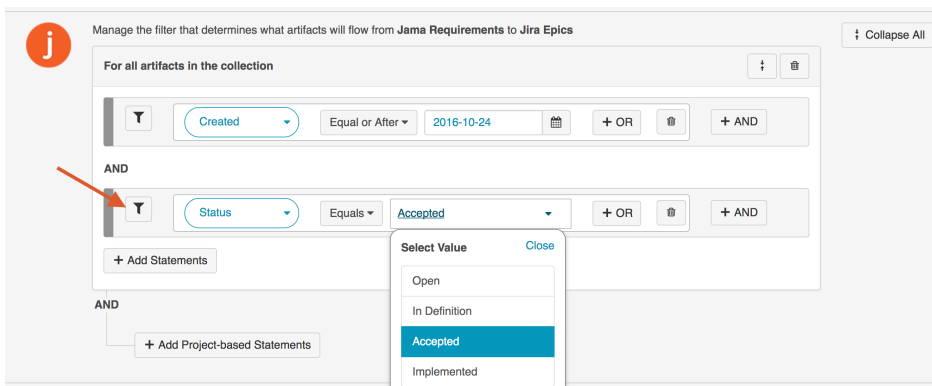 j
Manage the filter that determines what artifacts will flow from Jama Requirements to Jira Epics
Collapse All
For all artifacts in the collection
Created Equal or After 2016-10-24 + OR + AND
AND
Status Equals Accepted + OR + AND
Select Value Close
+ Add Statements
Open
AND
In Definition
Accepted
+ Add Project-based Statements
Implemented